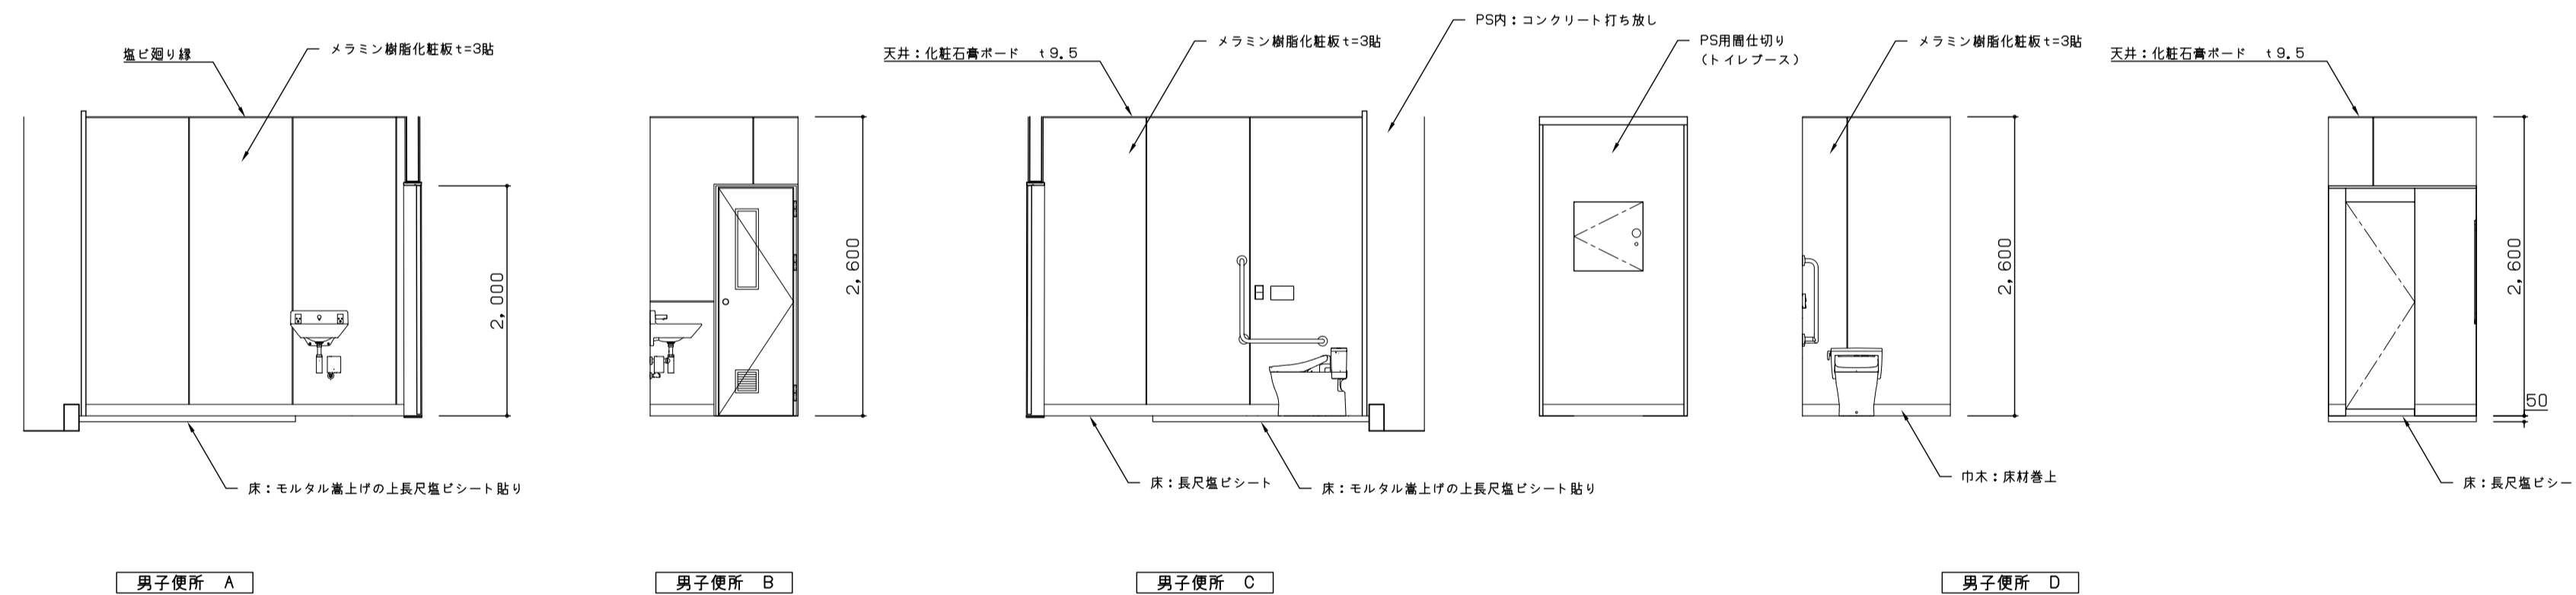 塩ビ廻り縁
メラミン樹脂化粧板t=3貼
天井：化粧石膏ボード　t9.5
メラミン樹脂化粧板t=3貼
PS内：コンクリート打ち放し
PS用間仕切り
（トイレブース）
メラミン樹脂化粧板t=3貼
天井：化粧石膏ボード　t9.5
2,000
2,600
2,600
2,600
50
床：モルタル嵩上げの上長尺塩ビシート貼り
床：長尺塩ビシート
床：モルタル嵩上げの上長尺塩ビシート貼り
巾木：床材巻上
床：長尺塩ビシー
男子便所　A
男子便所　B
男子便所　C
男子便所　D